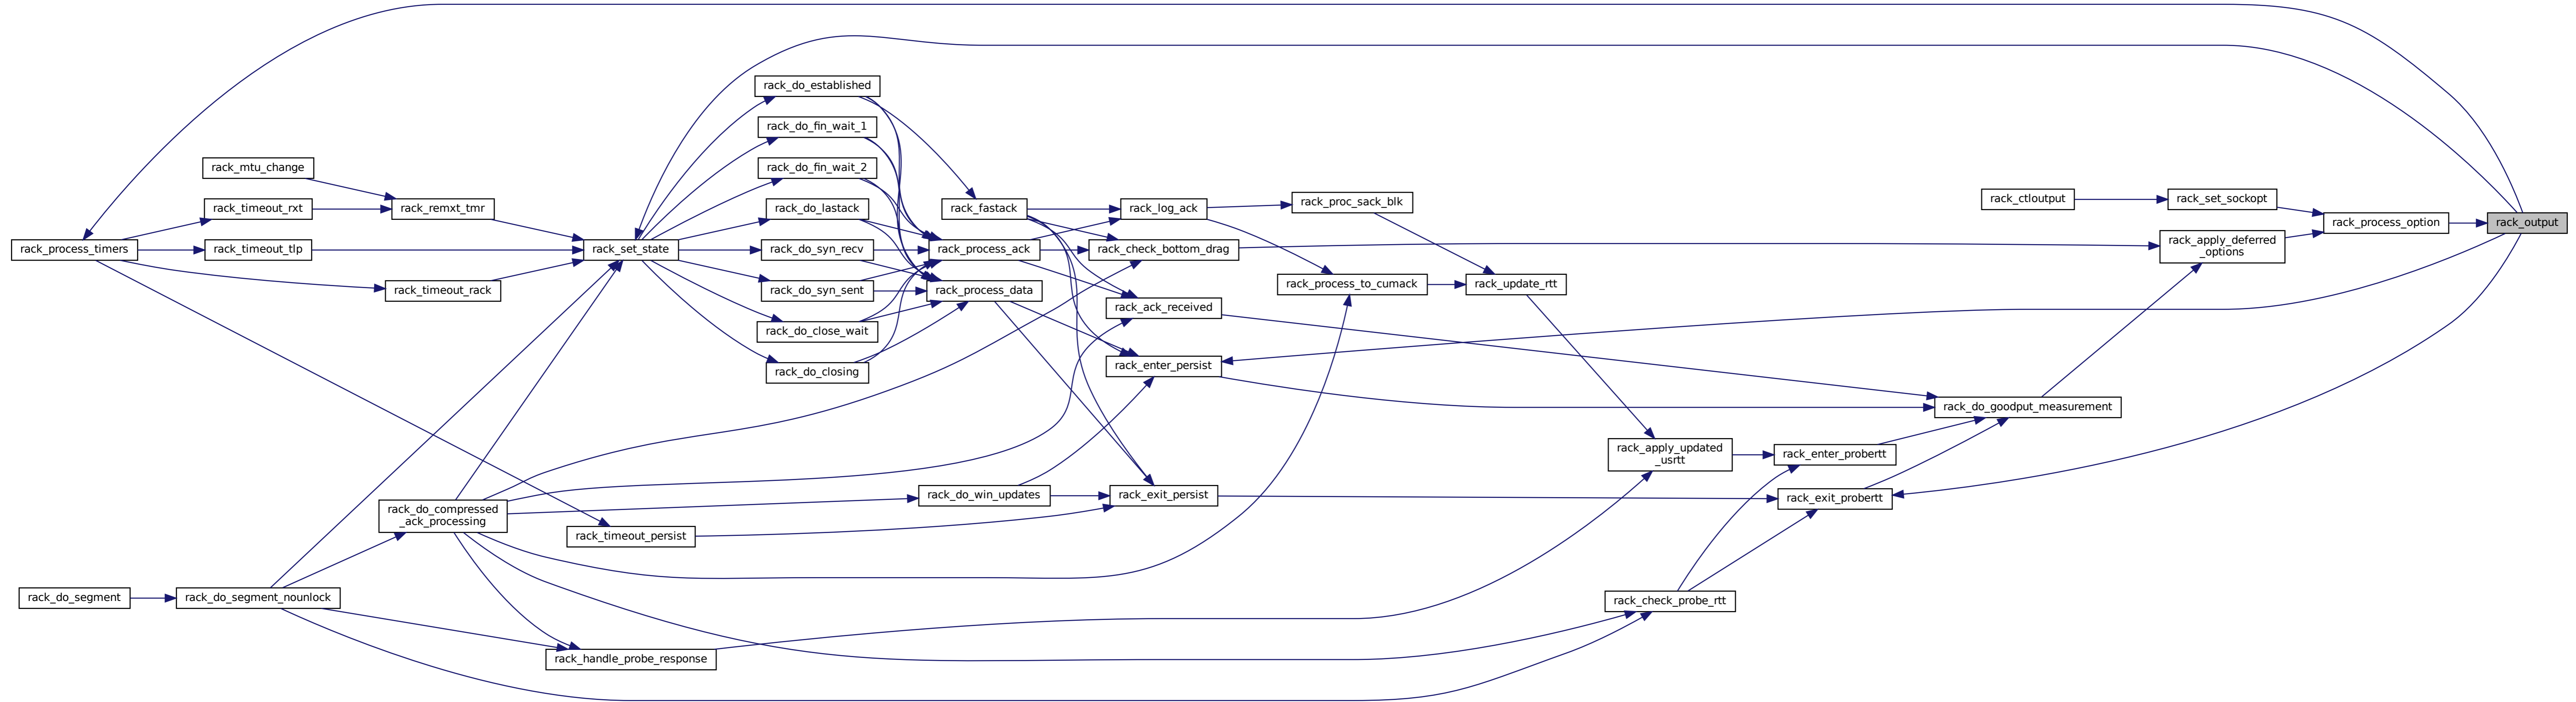 rack_do_established
rack_do_fin_wait_1
rack_mtu_change
rack_do_fin_wait_2
rack_timeout_rxt
rack_remxt_tmr
rack_do_lastack
rack_fastack
rack_log_ack
rack_proc_sack_blk
rack_ctloutput
rack_set_sockopt
rack_process_option
rack_output
rack_process_timers
rack_timeout_tlp
rack_set_state
rack_do_syn_recv
rack_process_ack
rack_check_bottom_drag
rack_apply_deferred
_options
rack_timeout_rack
rack_do_syn_sent
rack_process_data
rack_process_to_cumack
rack_update_rtt
rack_ack_received
rack_do_close_wait
rack_do_closing
rack_enter_persist
rack_do_goodput_measurement
rack_apply_updated
_usrtt
rack_enter_probertt
rack_do_compressed
_ack_processing
rack_do_win_updates
rack_exit_persist
rack_exit_probertt
rack_timeout_persist
rack_do_segment
rack_do_segment_nounlock
rack_check_probe_rtt
rack_handle_probe_response